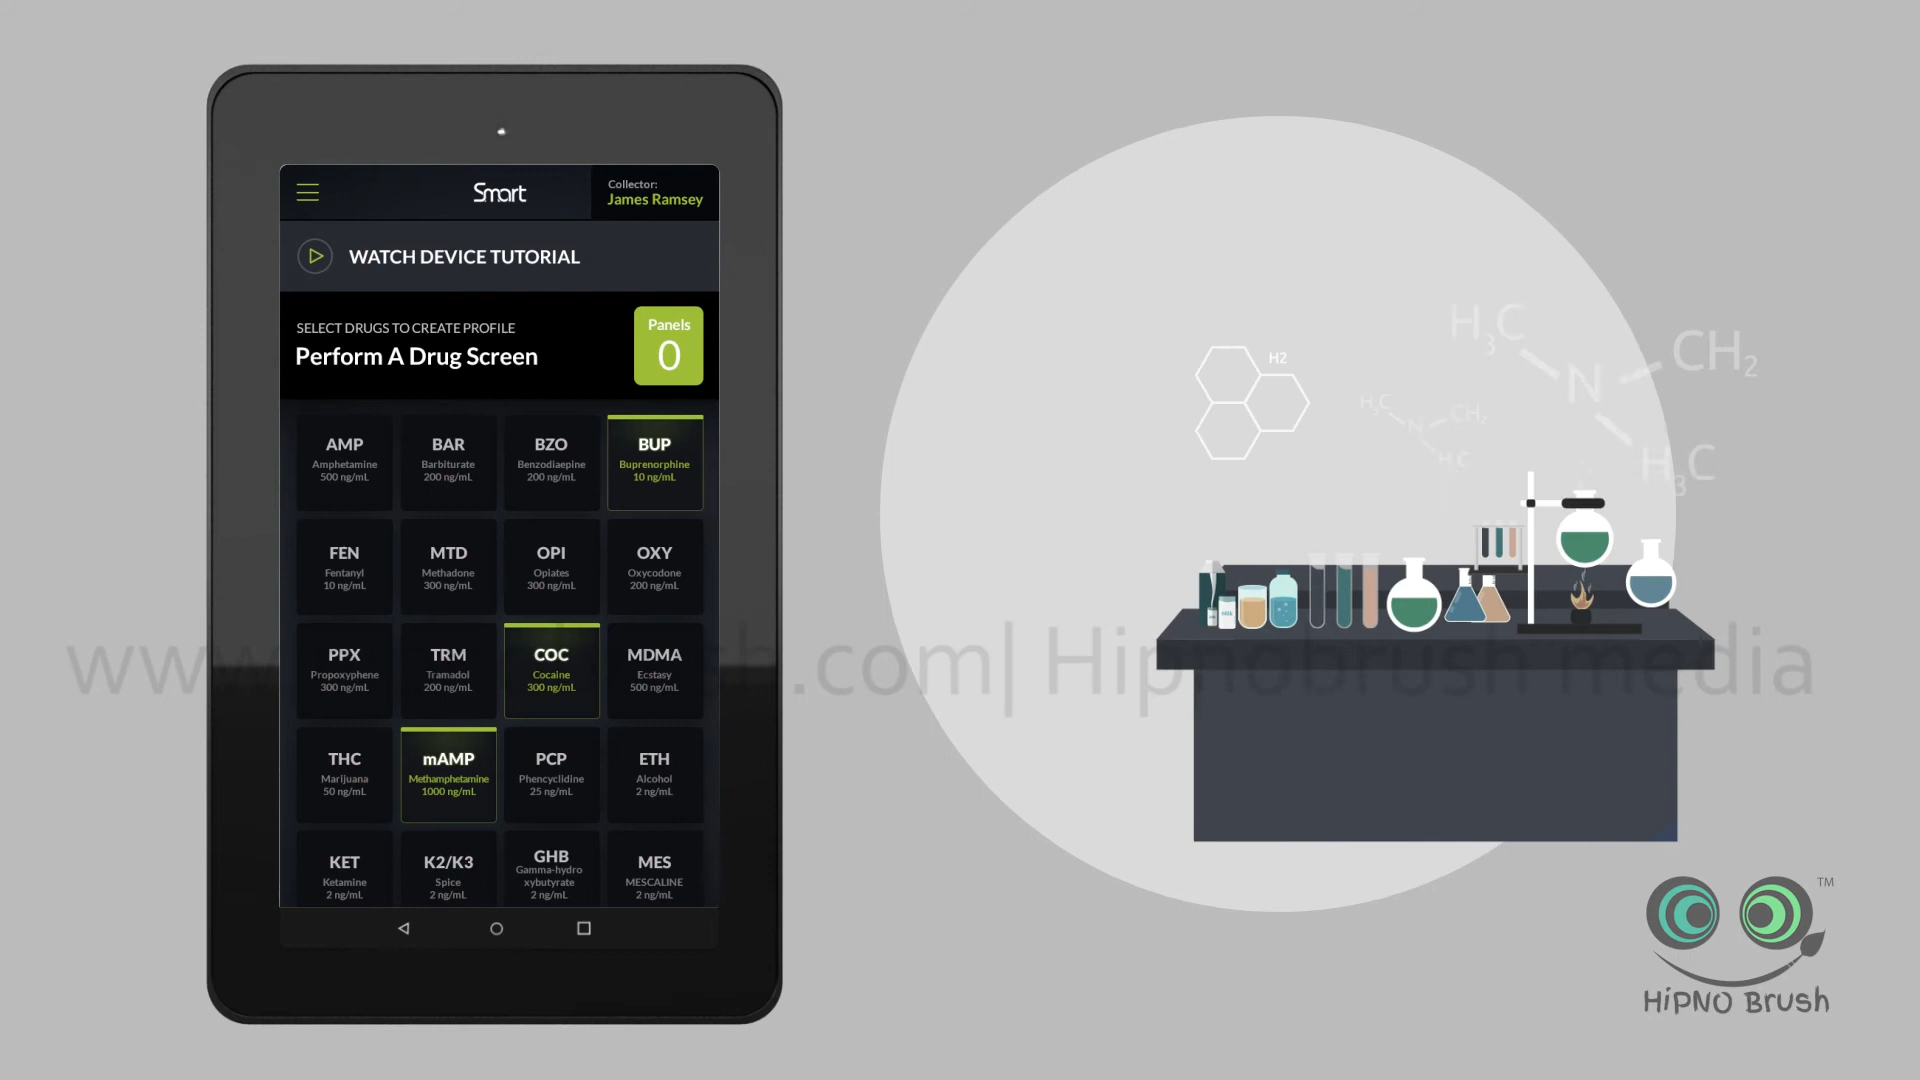 Smart
Collector:
James Ramsey
WATCH DEVICE TUTORIAL
SELECT DRUGS TO CREATE PROFILE
Perform A Drug Screen
Panels
0
AMP
Amphetamine
500 ng/mL
BAR
Barbiturate
200 ng/mL
BZO
Benzodiaepine
200 ng/mL
BUP
Buprenorphine
10 ng/mL
FEN
Fentanyl
10 ng/mL
MTD
Methadone
300 ng/mL
OPI
Opiates
300 ng/mL
OXY
Oxycodone
200 ng/mL
PPX
Propoxyphene
300 ng/mL
TRM
Tramadol
200 ng/mL
COC
Cocaine
300 ng/mL
MDMA
Ecstasy
500 ng/mL
THC
Marijuana
50 ng/mL
mAMP
Methamphetamine
1000 ng/mL
PCP
Phencyclidine
25 ng/mL
ETH
Alcohol
2 ng/mL
KET
Ketamine
2 ng/mL
K2/K3
Spice
2 ng/mL
GHB
Gamma-hydro
xybutyrate
2 ng/mL
MES
MESCALINE
2 ng/mL
H2
H₃C
N
CH₂
H₃C
H₃C
N
CH₂
H₃C
.com| Hipnobrush media
TM
HiPNO Brush